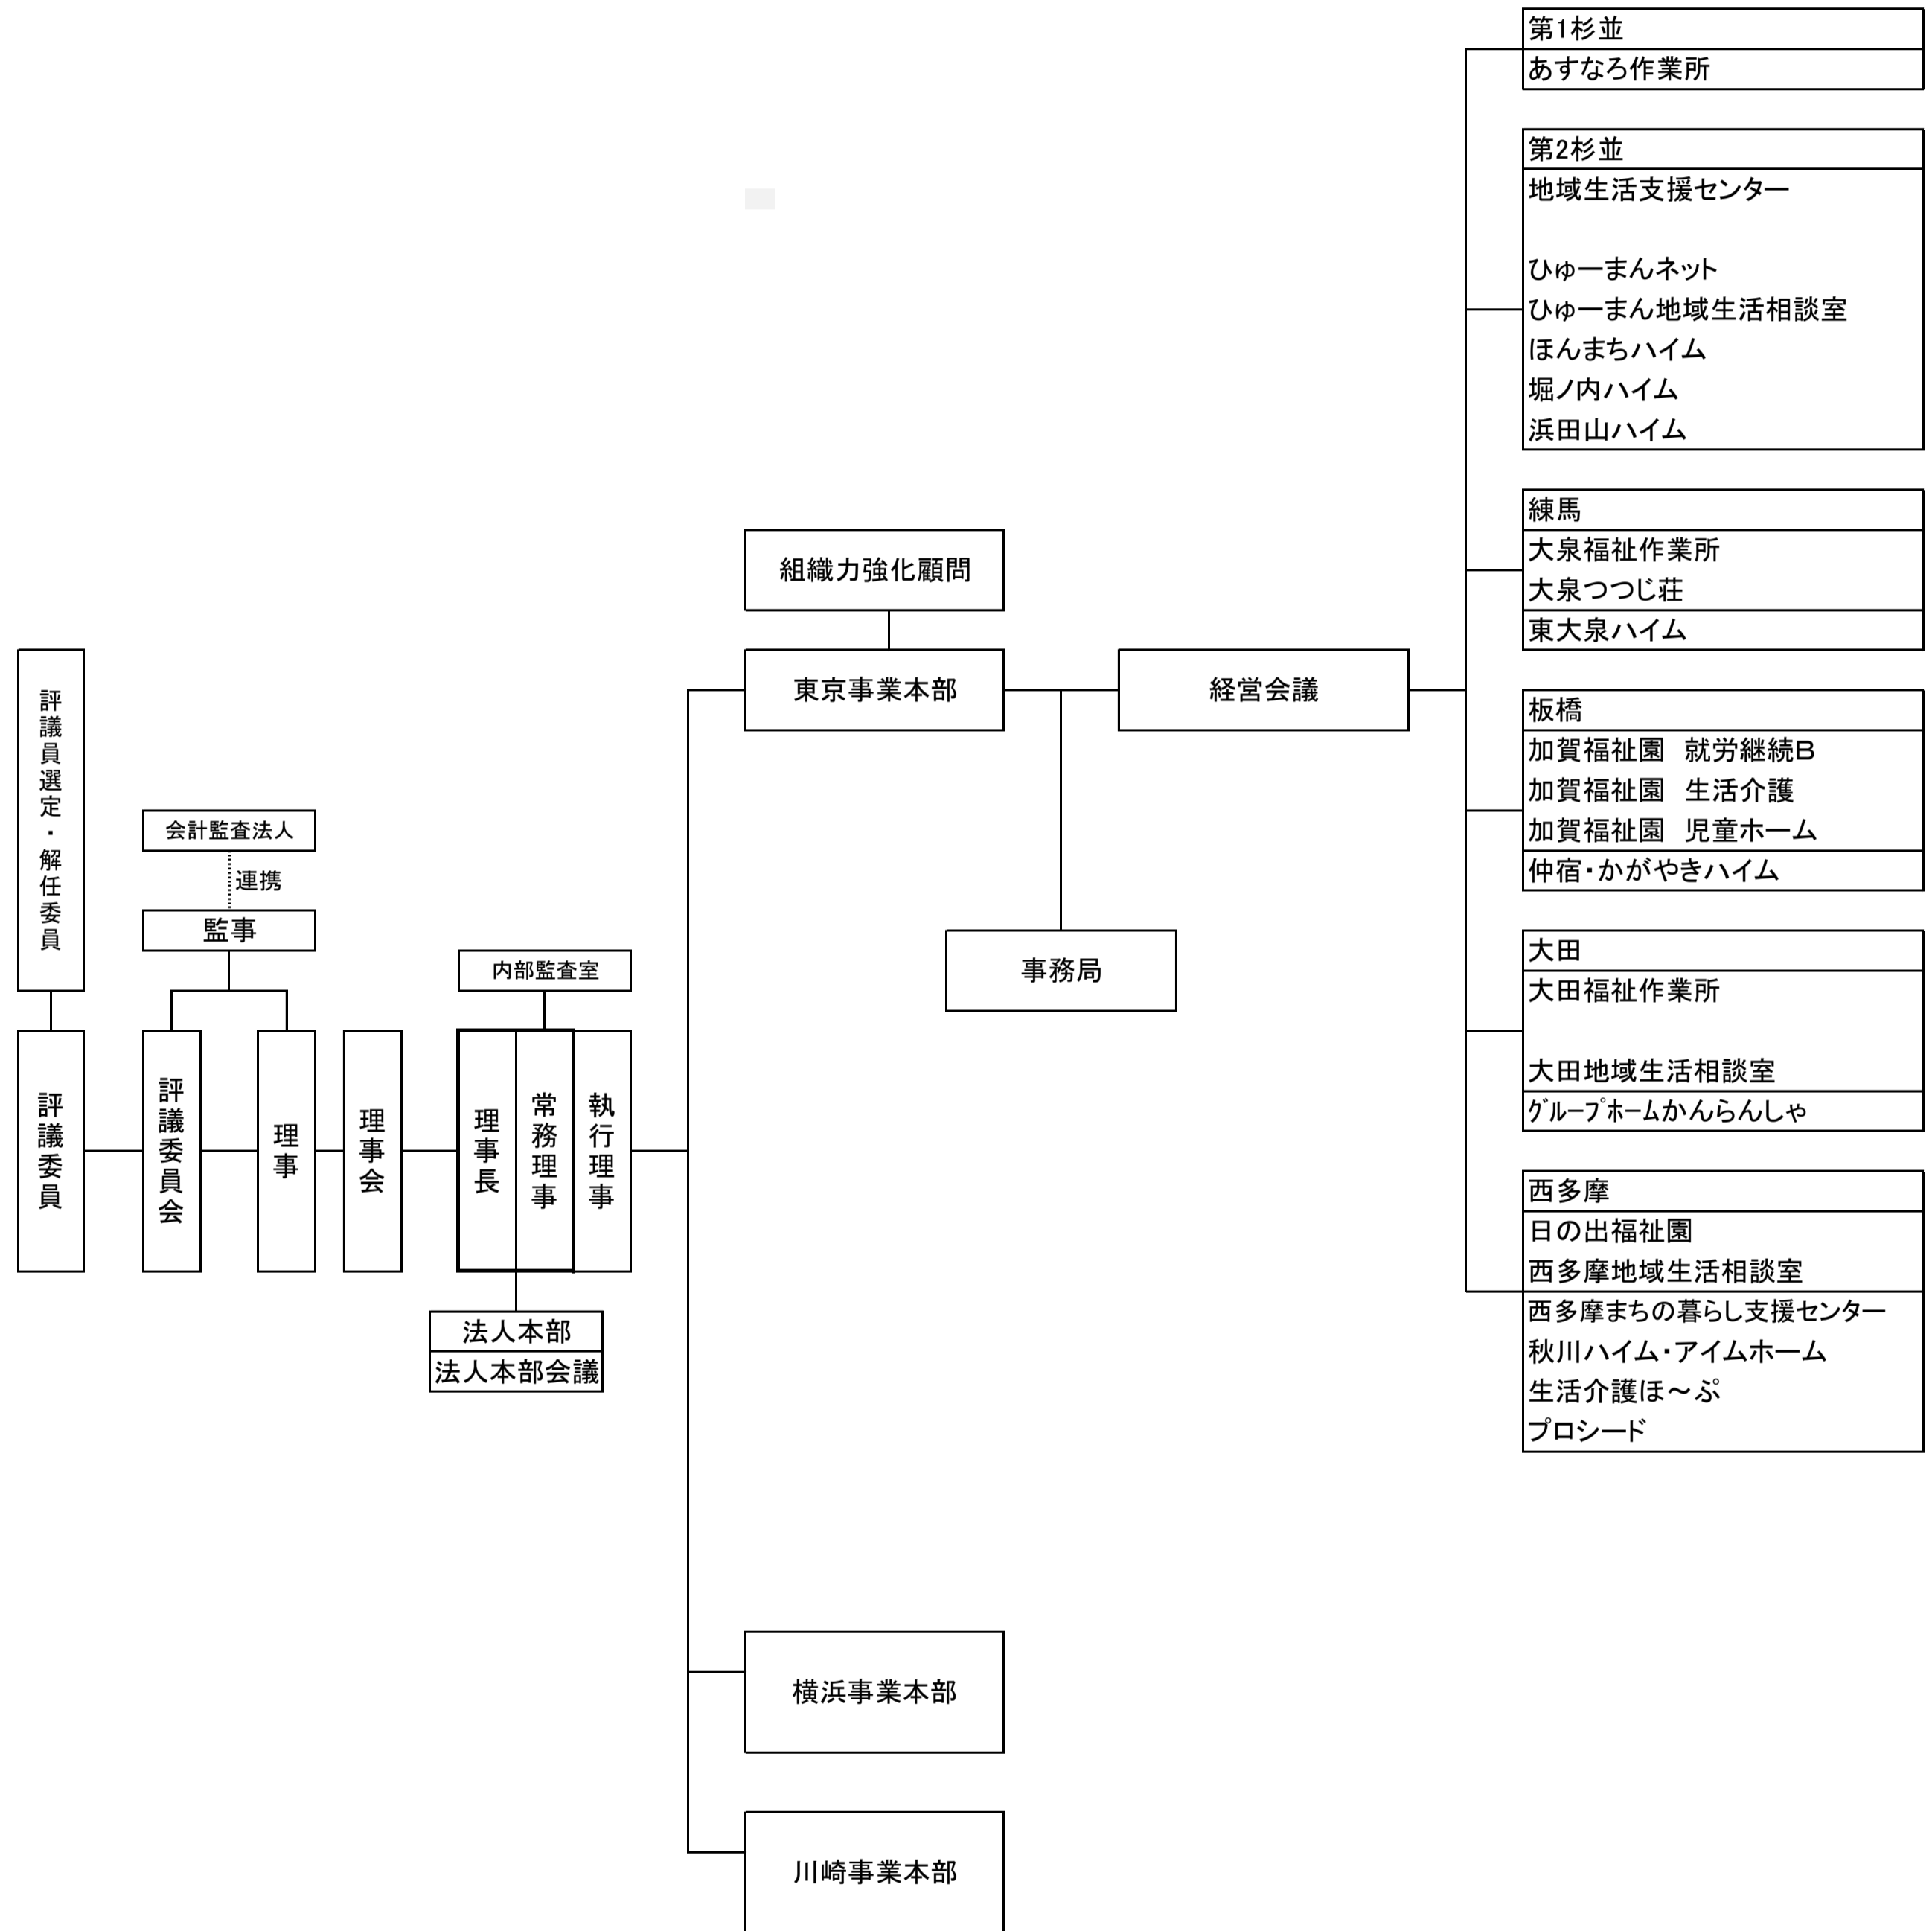 評議員選定・解任委員
評議委員
会計監査法人
連携
監事
評議委員会
理事
理事会
内部監査室
理事長
常務理事
執行理事
法人本部
法人本部会議
組織力強化顧問
東京事業本部
経営会議
事務局
横浜事業本部
川崎事業本部
第1杉並
あすなろ作業所
第2杉並
地域生活支援センター
ひゅーまんネット
ひゅーまん地域生活相談室
ほんまちハイム
堀ノ内ハイム
浜田山ハイム
練馬
大泉福祉作業所
大泉つつじ荘
東大泉ハイム
板橋
加賀福祉園　就労継続B
加賀福祉園　生活介護
加賀福祉園　児童ホーム
仲宿・かがやきハイム
大田
大田福祉作業所
大田地域生活相談室
ｸﾞﾙｰﾌﾟﾎｰﾑかんらんしゃ
西多摩
日の出福祉園
西多摩地域生活相談室
西多摩まちの暮らし支援センター
秋川ハイム・アイムホーム
生活介護ほ～ぷ
プロシード